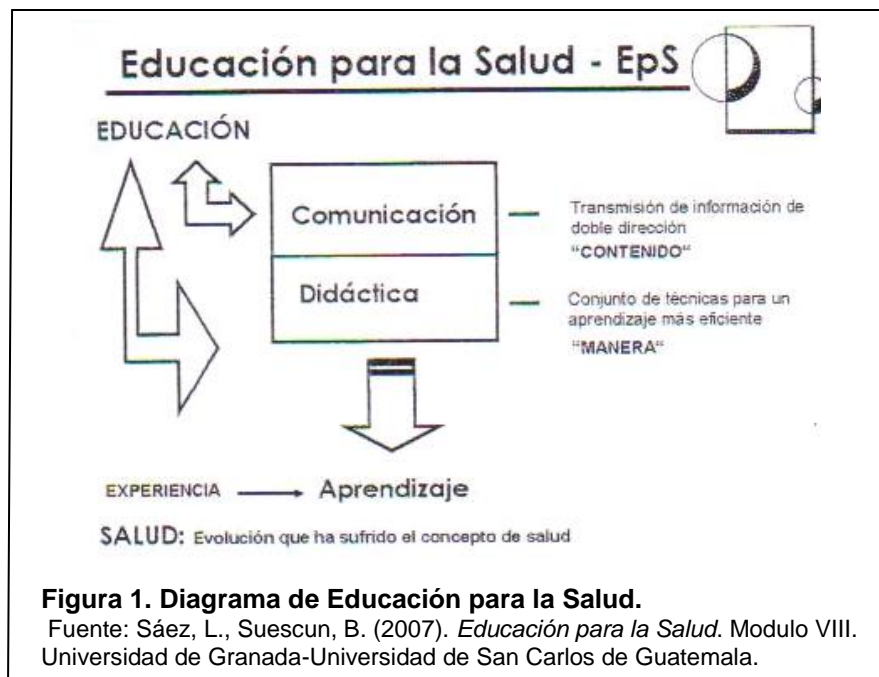 Educación para la Salud - EpS
EDUCACIÓN
Comunicación
Transmisión de información de
doble dirección
"CONTENIDO"
Didáctica
Conjunto de técnicas para un
aprendizaje más eficiente
"MANERA"
EXPERIENCIA Aprendizaje
SALUD: Evolución que ha sufrido el concepto de salud
Figura 1. Diagrama de Educación para la Salud.
Fuente: Sáez, L., Suescun, B. (2007). Educación para la Salud. Modulo VIII.
Universidad de Granada-Universidad de San Carlos de Guatemala.